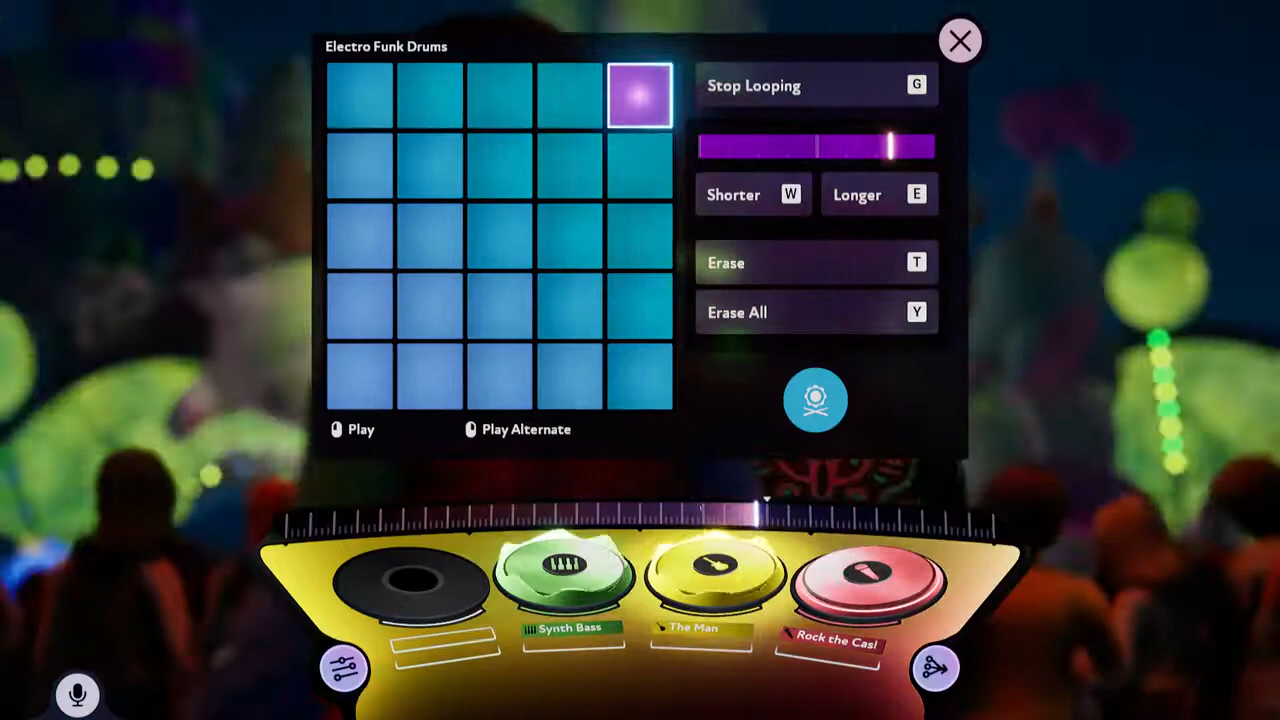 Electro Funk Drums
Stop Looping G
Shorter W Longer E
Erase T
Erase All Y
Play Play Alternate
Synth Bass
The Man
Rock the Casl